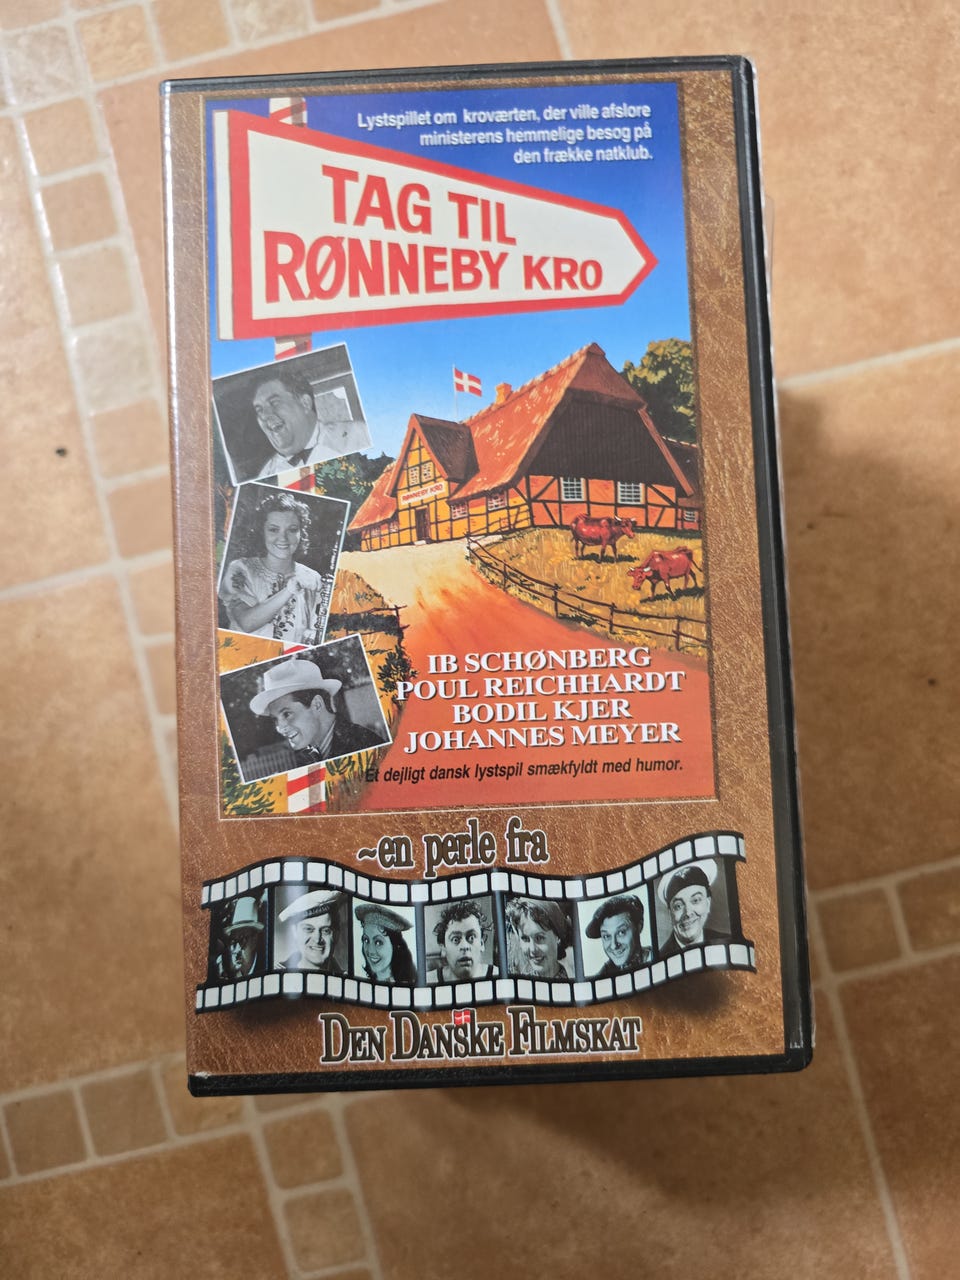 Lystspillet om kroværten, der ville afsløre
ministerens hemmelige besøg på
den frække natklub.
TAG TIL
RØNNEBY KRO
RØNNEBY KRO
IB SCHØNBERG
POUL REICHHARDT
BODIL KJER
JOHANNES MEYER
Et dejligt dansk lystspil smækfyldt med humor.
~en perle fra
DEN DANSKE FILMSKAT